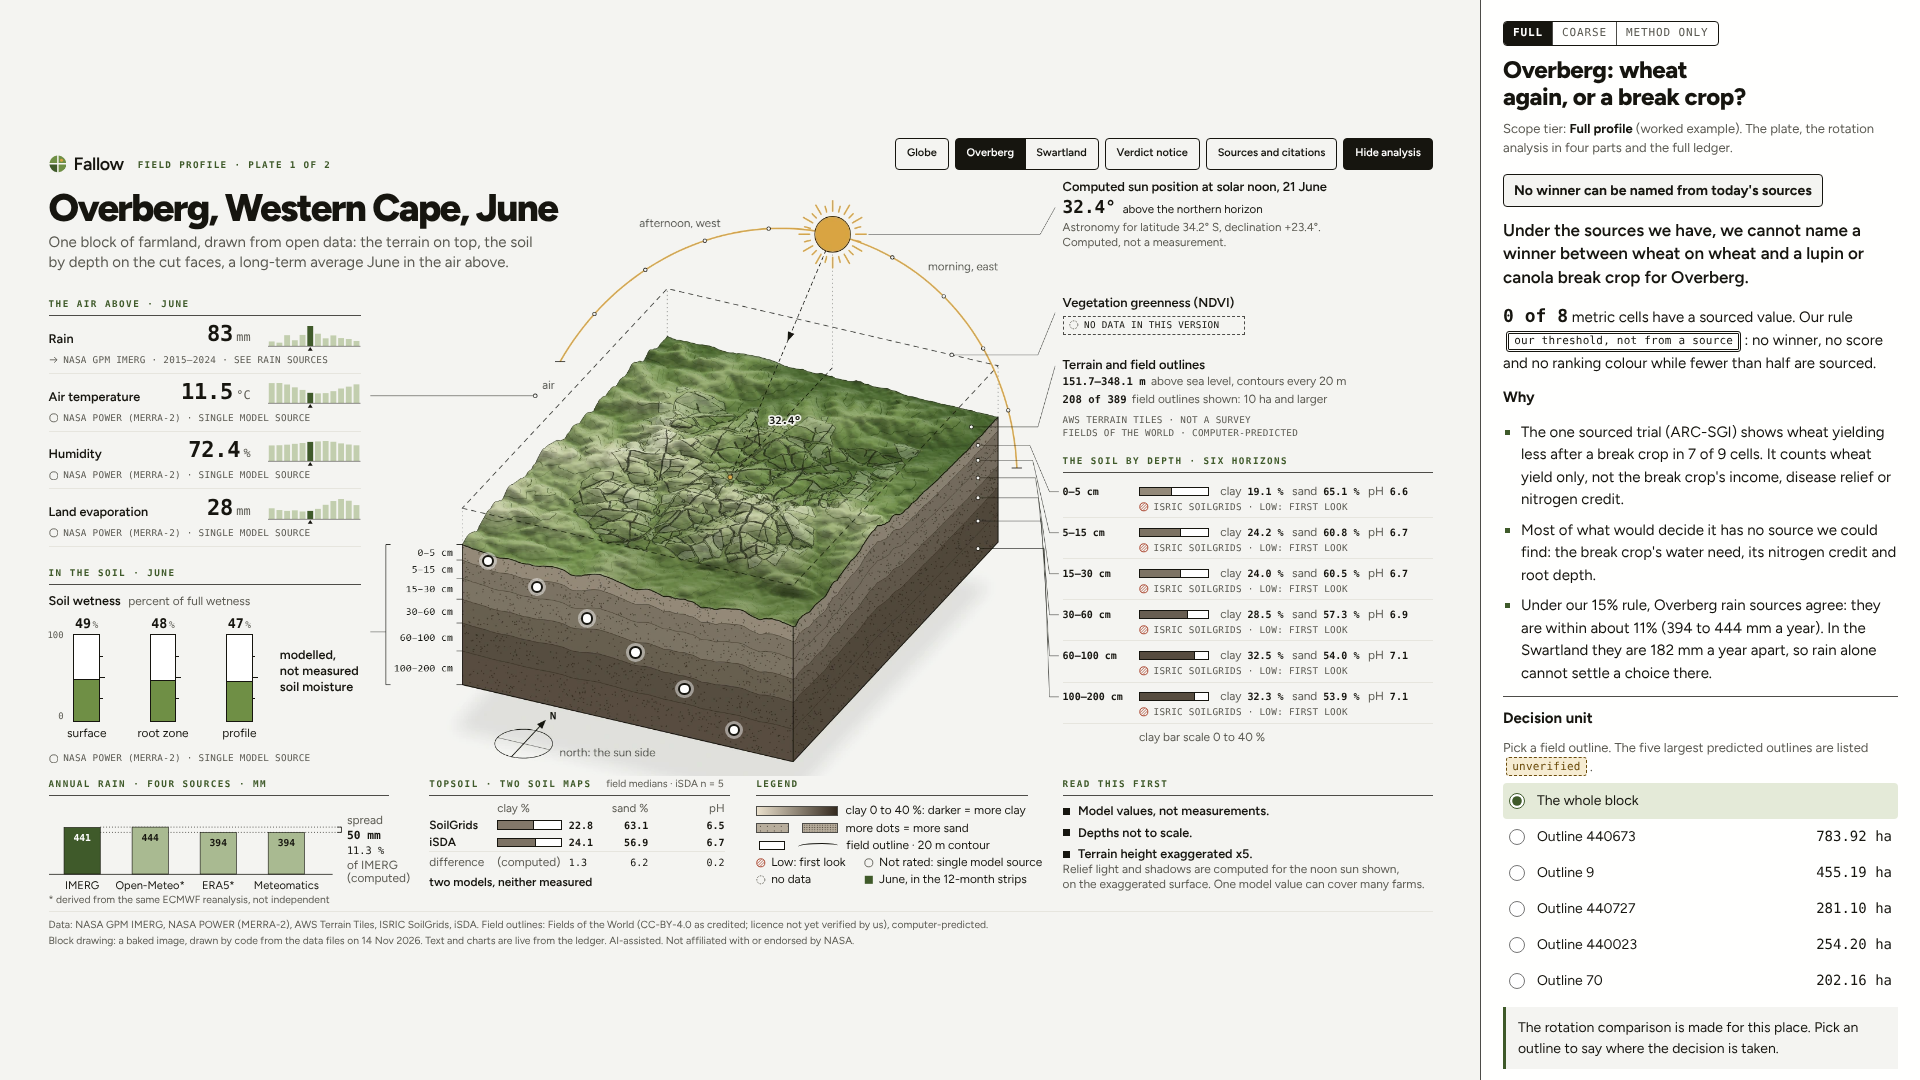 Fallow
FIELD PROFILE · PLATE 1 OF 2
Globe
Overberg
Swartland
Verdict notice
Sources and citations
Hide analysis
Overberg, Western Cape, June
One block of farmland, drawn from open data: the terrain on top, the soil
by depth on the cut faces, a long-term average June in the air above.
THE AIR ABOVE · JUNE
Rain 83 mm
→ NASA GPM IMERG · 2015–2024 · SEE RAIN SOURCES
Air temperature 11.5 °C
NASA POWER (MERRA-2) · SINGLE MODEL SOURCE
Humidity 72.4 %
NASA POWER (MERRA-2) · SINGLE MODEL SOURCE
Land evaporation 28 mm
NASA POWER (MERRA-2) · SINGLE MODEL SOURCE
IN THE SOIL · JUNE
Soil wetness percent of full wetness
49 % 48 % 47 %
100
0
modelled,
not measured
soil moisture
surface root zone profile
NASA POWER (MERRA-2) · SINGLE MODEL SOURCE
afternoon, west
morning, east
air
32.4°
0–5 cm
5–15 cm
15–30 cm
30–60 cm
60–100 cm
100–200 cm
N
north: the sun side
Computed sun position at solar noon, 21 June
32.4° above the northern horizon
Astronomy for latitude 34.2° S, declination +23.4°.
Computed, not a measurement.
Vegetation greenness (NDVI)
NO DATA IN THIS VERSION
Terrain and field outlines
151.7–348.1 m above sea level, contours every 20 m
208 of 389 field outlines shown: 10 ha and larger
AWS TERRAIN TILES · NOT A SURVEY
FIELDS OF THE WORLD · COMPUTER-PREDICTED
THE SOIL BY DEPTH · SIX HORIZONS
0–5 cm clay 19.1 % sand 65.1 % pH 6.6
ISRIC SOILGRIDS · LOW: FIRST LOOK
5–15 cm clay 24.2 % sand 60.8 % pH 6.7
ISRIC SOILGRIDS · LOW: FIRST LOOK
15–30 cm clay 24.0 % sand 60.5 % pH 6.7
ISRIC SOILGRIDS · LOW: FIRST LOOK
30–60 cm clay 28.5 % sand 57.3 % pH 6.9
ISRIC SOILGRIDS · LOW: FIRST LOOK
60–100 cm clay 32.5 % sand 54.0 % pH 7.1
ISRIC SOILGRIDS · LOW: FIRST LOOK
100–200 cm clay 32.3 % sand 53.9 % pH 7.1
ISRIC SOILGRIDS · LOW: FIRST LOOK
clay bar scale 0 to 40 %
ANNUAL RAIN · FOUR SOURCES · MM
441 444 394 394
IMERG Open-Meteo* ERA5* Meteomatics
spread
50 mm
11.3 %
of IMERG
(computed)
* derived from the same ECMWF reanalysis, not independent
TOPSOIL · TWO SOIL MAPS field medians · iSDA n = 5
clay % sand % pH
SoilGrids 22.8 63.1 6.5
iSDA 24.1 56.9 6.7
difference (computed) 1.3 6.2 0.2
two models, neither measured
LEGEND
clay 0 to 40 %: darker = more clay
more dots = more sand
field outline · 20 m contour
Low: first look Not rated: single model source
no data June, in the 12-month strips
READ THIS FIRST
Model values, not measurements.
Depths not to scale.
Terrain height exaggerated x5.
Relief light and shadows are computed for the noon sun shown,
on the exaggerated surface. One model value can cover many farms.
Data: NASA GPM IMERG, NASA POWER (MERRA-2), AWS Terrain Tiles, ISRIC SoilGrids, iSDA. Field outlines: Fields of the World (CC-BY-4.0 as credited; licence not yet verified by us), computer-predicted.
Block drawing: a baked image, drawn by code from the data files on 14 Nov 2026. Text and charts are live from the ledger. AI-assisted. Not affiliated with or endorsed by NASA.
FULL COARSE METHOD ONLY
Overberg: wheat
again, or a break crop?
Scope tier: Full profile (worked example). The plate, the rotation
analysis in four parts and the full ledger.
No winner can be named from today's sources
Under the sources we have, we cannot name a
winner between wheat on wheat and a lupin or
canola break crop for Overberg.
0 of 8 metric cells have a sourced value. Our rule
our threshold, not from a source : no winner, no score
and no ranking colour while fewer than half are sourced.
Why
The one sourced trial (ARC-SGI) shows wheat yielding
less after a break crop in 7 of 9 cells. It counts wheat
yield only, not the break crop's income, disease relief or
nitrogen credit.
Most of what would decide it has no source we could
find: the break crop's water need, its nitrogen credit and
root depth.
Under our 15% rule, Overberg rain sources agree: they
are within about 11% (394 to 444 mm a year). In the
Swartland they are 182 mm a year apart, so rain alone
cannot settle a choice there.
Decision unit
Pick a field outline. The five largest predicted outlines are listed
unverified .
The whole block
Outline 440673 783.92 ha
Outline 9 455.19 ha
Outline 440727 281.10 ha
Outline 440023 254.20 ha
Outline 70 202.16 ha
The rotation comparison is made for this place. Pick an
outline to say where the decision is taken.